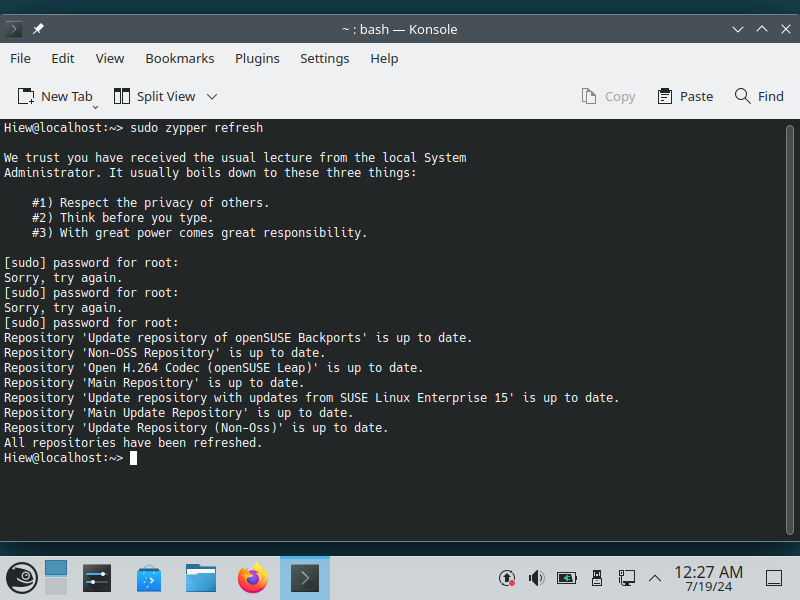 ~ : bash — Konsole
File Edit View Bookmarks Plugins Settings Help
New Tab Split View Copy Paste Find
Hiew@localhost:~> sudo zypper refresh
We trust you have received the usual lecture from the local System
Administrator. It usually boils down to these three things:
#1) Respect the privacy of others.
#2) Think before you type.
#3) With great power comes great responsibility.
[sudo] password for root:
Sorry, try again.
[sudo] password for root:
Sorry, try again.
[sudo] password for root:
Repository 'Update repository of openSUSE Backports' is up to date.
Repository 'Non-OSS Repository' is up to date.
Repository 'Open H.264 Codec (openSUSE Leap)' is up to date.
Repository 'Main Repository' is up to date.
Repository 'Update repository with updates from SUSE Linux Enterprise 15' is up to date.
Repository 'Main Update Repository' is up to date.
Repository 'Update Repository (Non-Oss)' is up to date.
All repositories have been refreshed.
Hiew@localhost:~>
12:27 AM
7/19/24